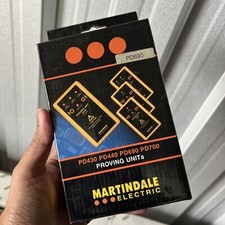 PD690
PD430 PD440 PD690 PD700
PROVING UNITs
MARTINDALE
ELECTRIC